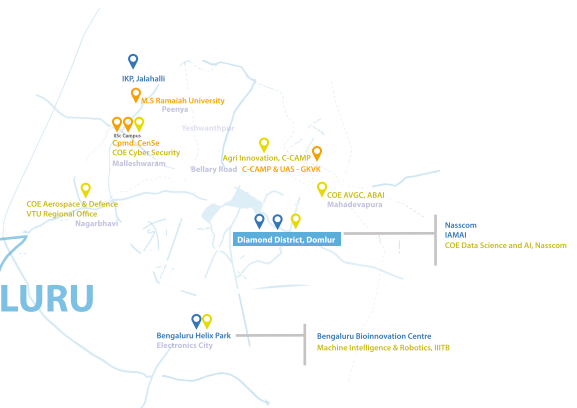 IKP, Jalahalli
M.S Ramaiah University
Peenya
Yeshwanthpur
IISc Campus
Cpmd. CenSe
COE Cyber Security
Malleshwaram
Agri Innovation, C-CAMP
Bellary Road
C-CAMP & UAS - GKVK
COE AVGC, ABAI
Mahadevapura
COE Aerospace & Defence
VTU Regional Office
Nagarbhavi
Diamond District, Domlur
Nasscom
IAMAI
COE Data Science and AI, Nasscom
LURU
Bengaluru Helix Park
Electronics City
Bengaluru Bioinnovation Centre
Machine Intelligence & Robotics, IIITB